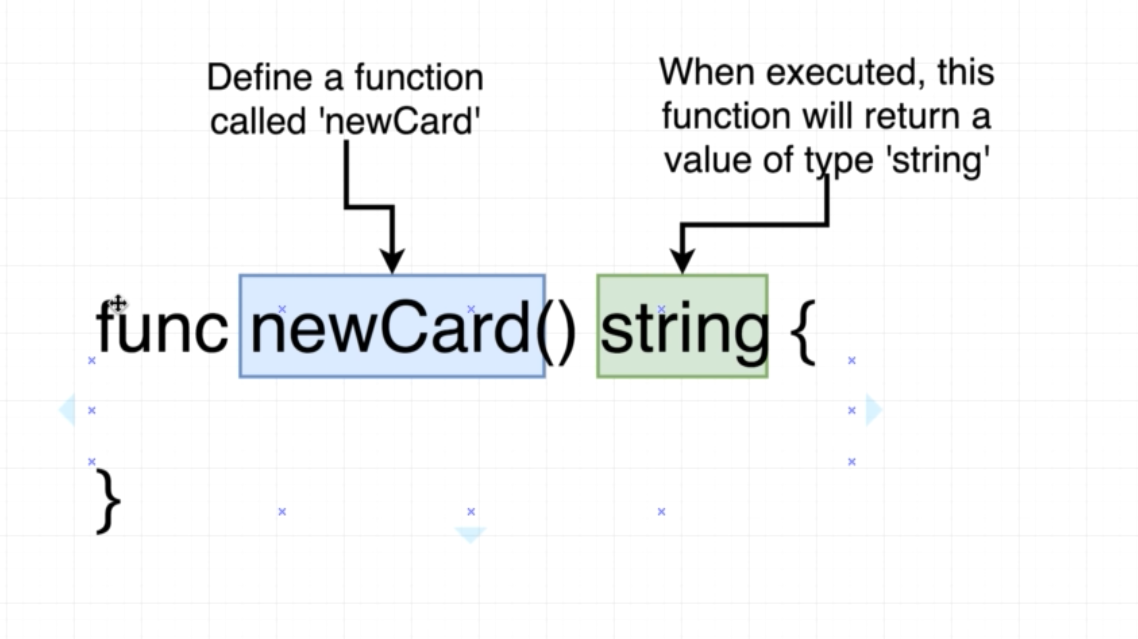 Define a function
called 'newCard'
When executed, this
function will return a
value of type 'string'
func newCard() string {
}